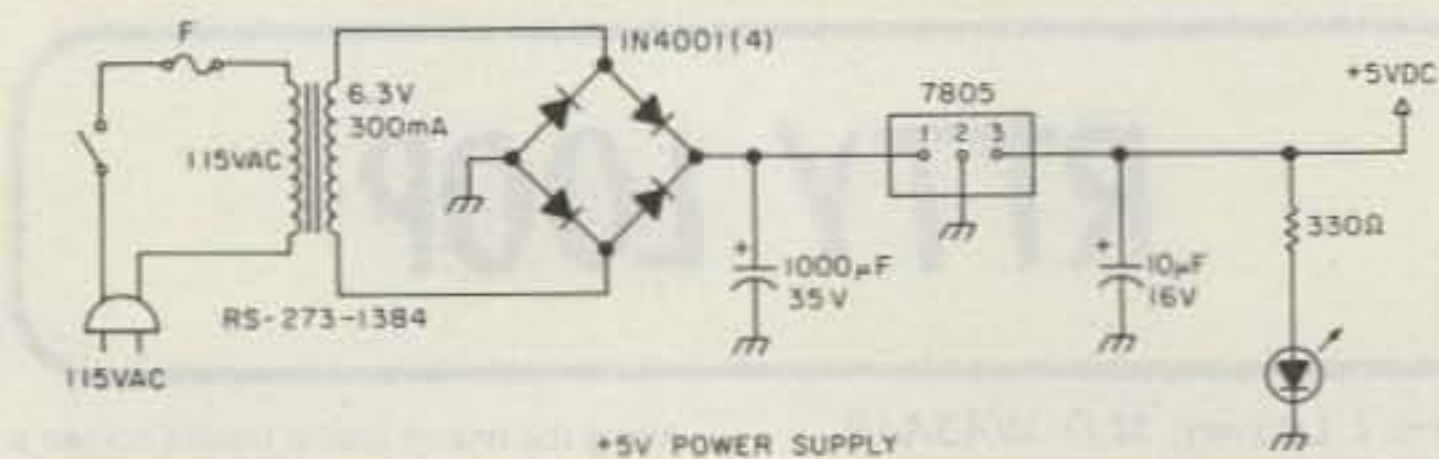 F
1N4001(4)
+5VDC
6.3V
300mA
7805
1 2 3
115VAC
330Ω
1000µF
35V
10µF
16V
RS-273-1384
115VAC
+5V POWER SUPPLY